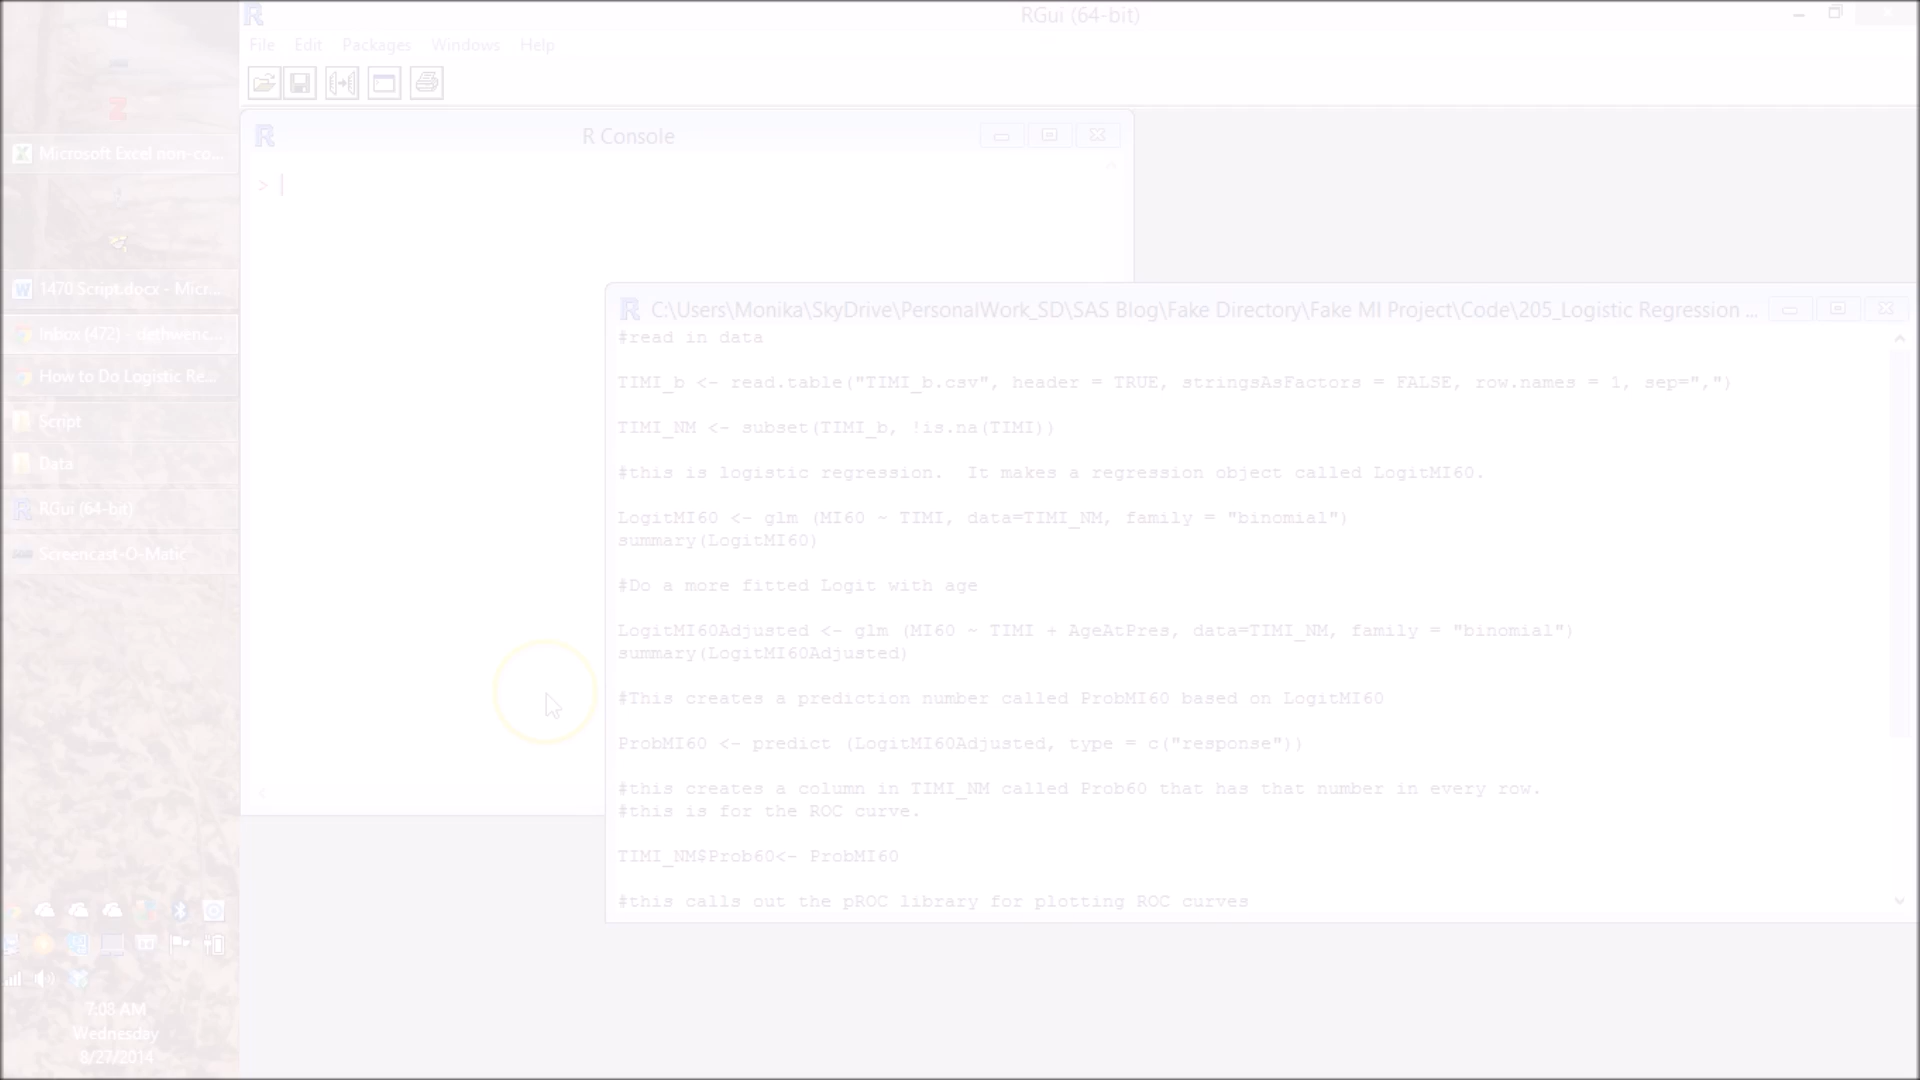 RGui (64-bit)
File Edit Packages Windows Help
R Console
>
Microsoft Excel non-co...
1470 Script.docx - Micr...
Inbox (472) - dethwenc...
How to Do Logistic Re...
Script
Data
RGui (64-bit)
Screencast-O-Matic
7:08 AM
Wednesday
8/27/2014
C:\Users\Monika\SkyDrive\PersonalWork_SD\SAS Blog\Fake Directory\Fake MI Project\Code\205_Logistic Regression ...
#read in data
TIMI_b <- read.table("TIMI_b.csv", header = TRUE, stringsAsFactors = FALSE, row.names = 1, sep=",")
TIMI_NM <- subset(TIMI_b, !is.na(TIMI))
#this is logistic regression.  It makes a regression object called LogitMI60.
LogitMI60 <- glm (MI60 ~ TIMI, data=TIMI_NM, family = "binomial")
summary(LogitMI60)
#Do a more fitted Logit with age
LogitMI60Adjusted <- glm (MI60 ~ TIMI + AgeAtPres, data=TIMI_NM, family = "binomial")
summary(LogitMI60Adjusted)
#This creates a prediction number called ProbMI60 based on LogitMI60
ProbMI60 <- predict (LogitMI60Adjusted, type = c("response"))
#this creates a column in TIMI_NM called Prob60 that has that number in every row.
#this is for the ROC curve.
TIMI_NM$Prob60<- ProbMI60
#this calls out the pROC library for plotting ROC curves